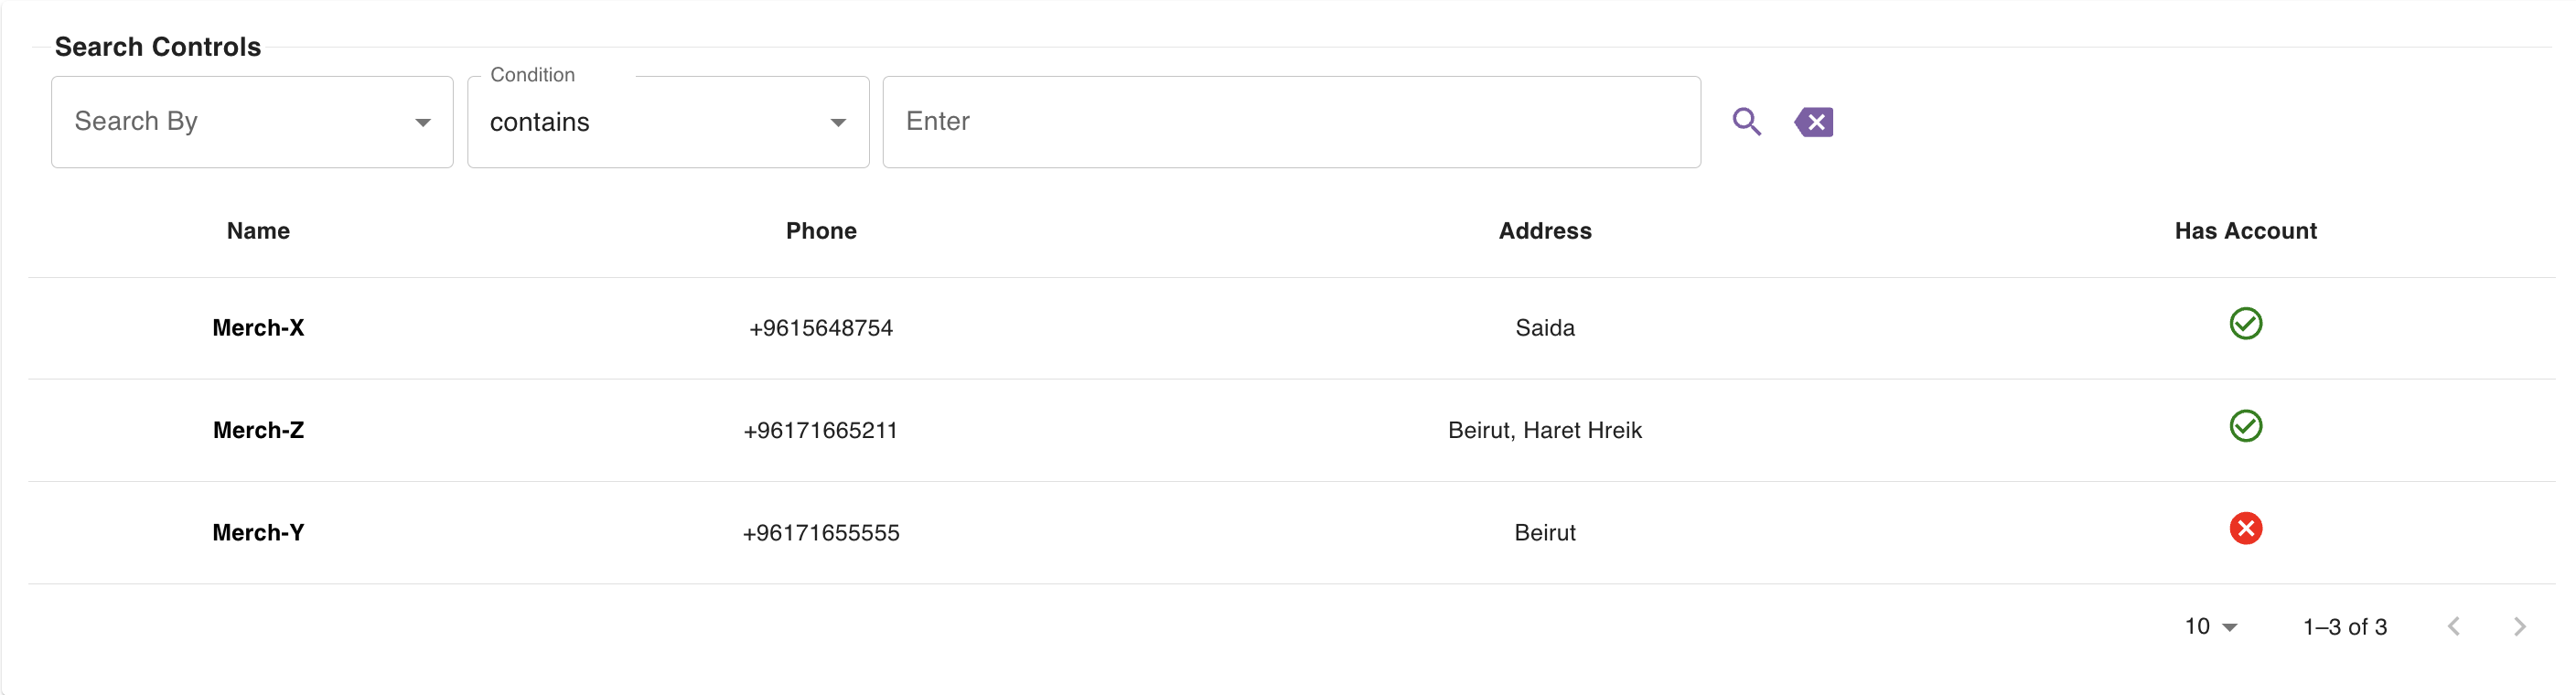 Search Controls
Condition
Search By contains Enter
Name Phone Address Has Account
Merch-X +9615648754 Saida
Merch-Z +96171665211 Beirut, Haret Hreik
Merch-Y +96171655555 Beirut
10 1–3 of 3